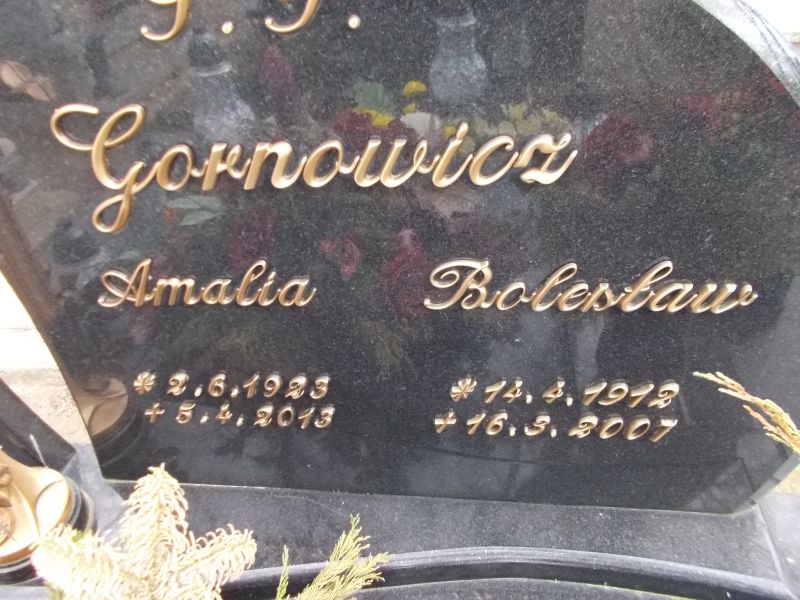 Gornowicz
Amalia
* 2.6.1923
+ 5.4.2013
Bolesław
* 14.4.1912
+ 16.3.2007